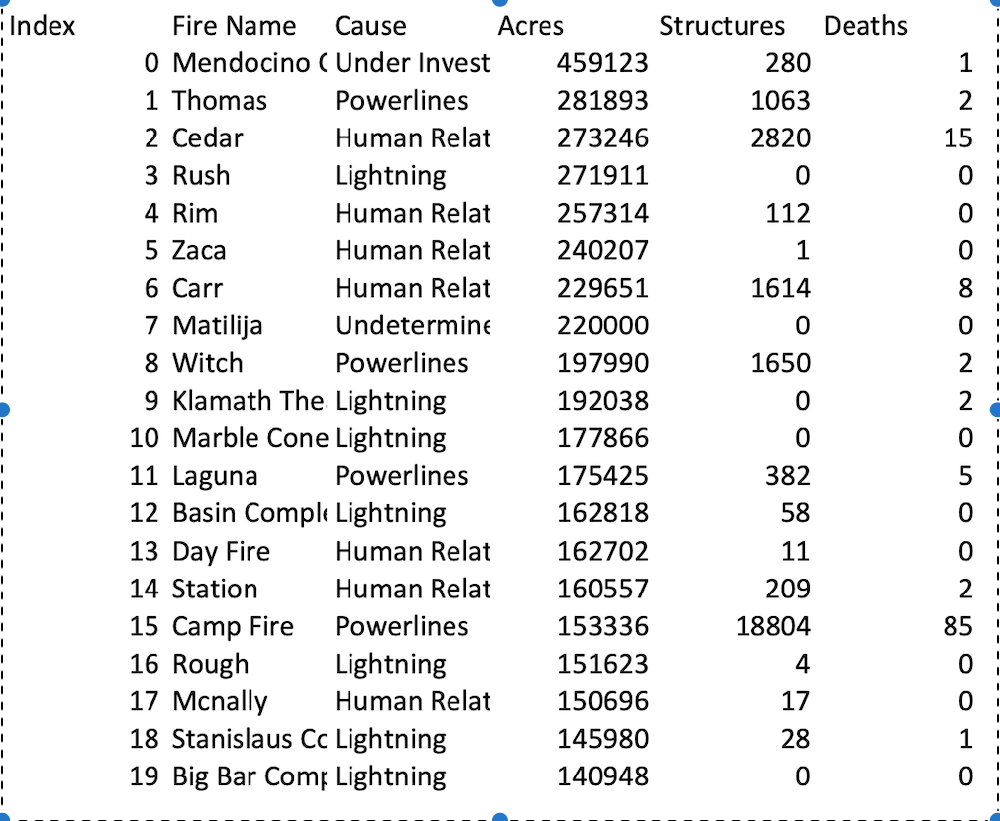 Index Fire Name Cause Acres Structures Deaths
0 Mendocino Under Invest 459123 280 1
1 Thomas Powerlines 281893 1063 2
2 Cedar Human Relat 273246 2820 15
3 Rush Lightning 271911 0 0
4 Rim Human Relat 257314 112 0
5 Zaca Human Relat 240207 1 0
6 Carr Human Relat 229651 1614 8
7 Matilija Undetermine 220000 0 0
8 Witch Powerlines 197990 1650 2
9 Klamath The Lightning 192038 0 2
10 Marble Cone Lightning 177866 0 0
11 Laguna Powerlines 175425 382 5
12 Basin Comple Lightning 162818 58 0
13 Day Fire Human Relat 162702 11 0
14 Station Human Relat 160557 209 2
15 Camp Fire Powerlines 153336 18804 85
16 Rough Lightning 151623 4 0
17 Mcnally Human Relat 150696 17 0
18 Stanislaus Co Lightning 145980 28 1
19 Big Bar Comp Lightning 140948 0 0